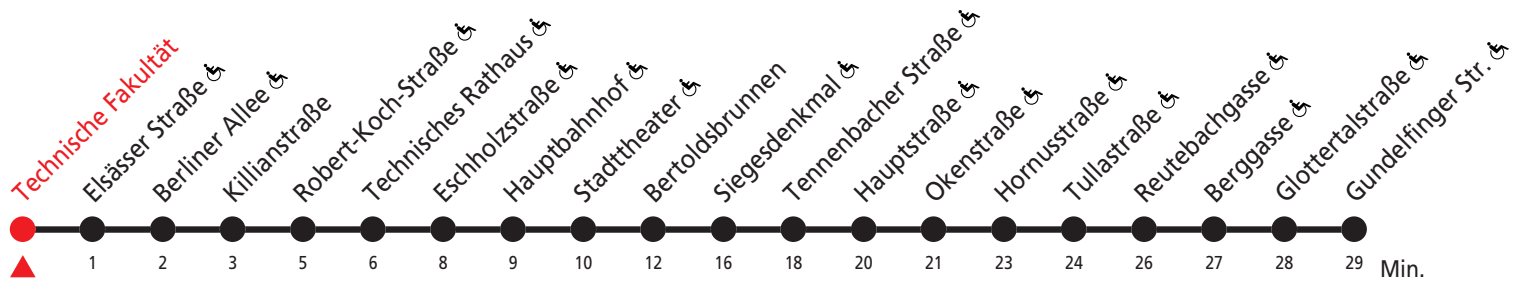 Technische Fakultät
Elsässer Straße
Berliner Allee
Killianstraße
Robert-Koch-Straße
Technisches Rathaus
Eschholzstraße
Hauptbahnhof
Stadttheater
Bertoldsbrunnen
Siegesdenkmal
Tennenbacher Straße
Hauptstraße
Okenstraße
Hornusstraße
Tullastraße
Reutebachgasse
Berggasse
Glottertalstraße
Gundelfinger Str.
1 2 3 5 6 8 9 10 12 16 18 20 21 23 24 26 27 28 29 Min.